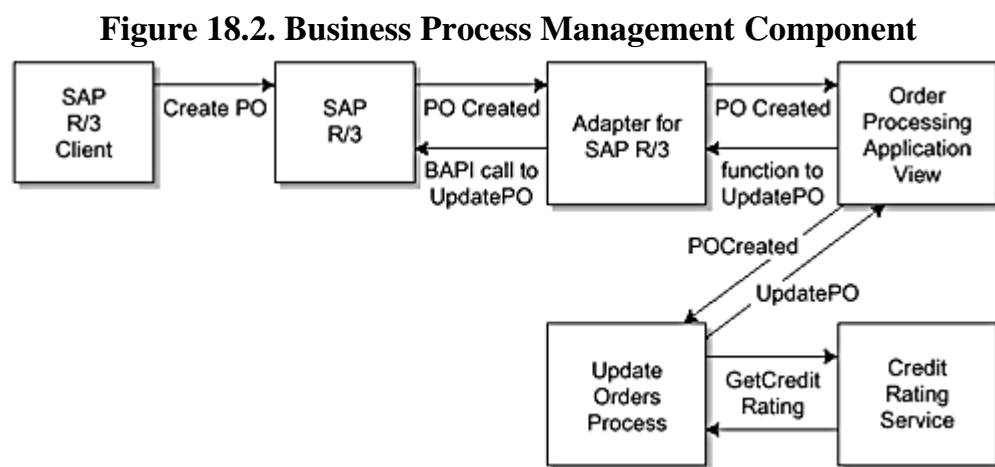 Figure 18.2. Business Process Management Component
SAP
R/3
Client
Create PO
SAP
R/3
PO Created
BAPI call to
UpdatePO
Adapter for
SAP R/3
PO Created
function to
UpdatePO
Order
Processing
Application
View
POCreated
UpdatePO
Update
Orders
Process
GetCredit
Rating
Credit
Rating
Service